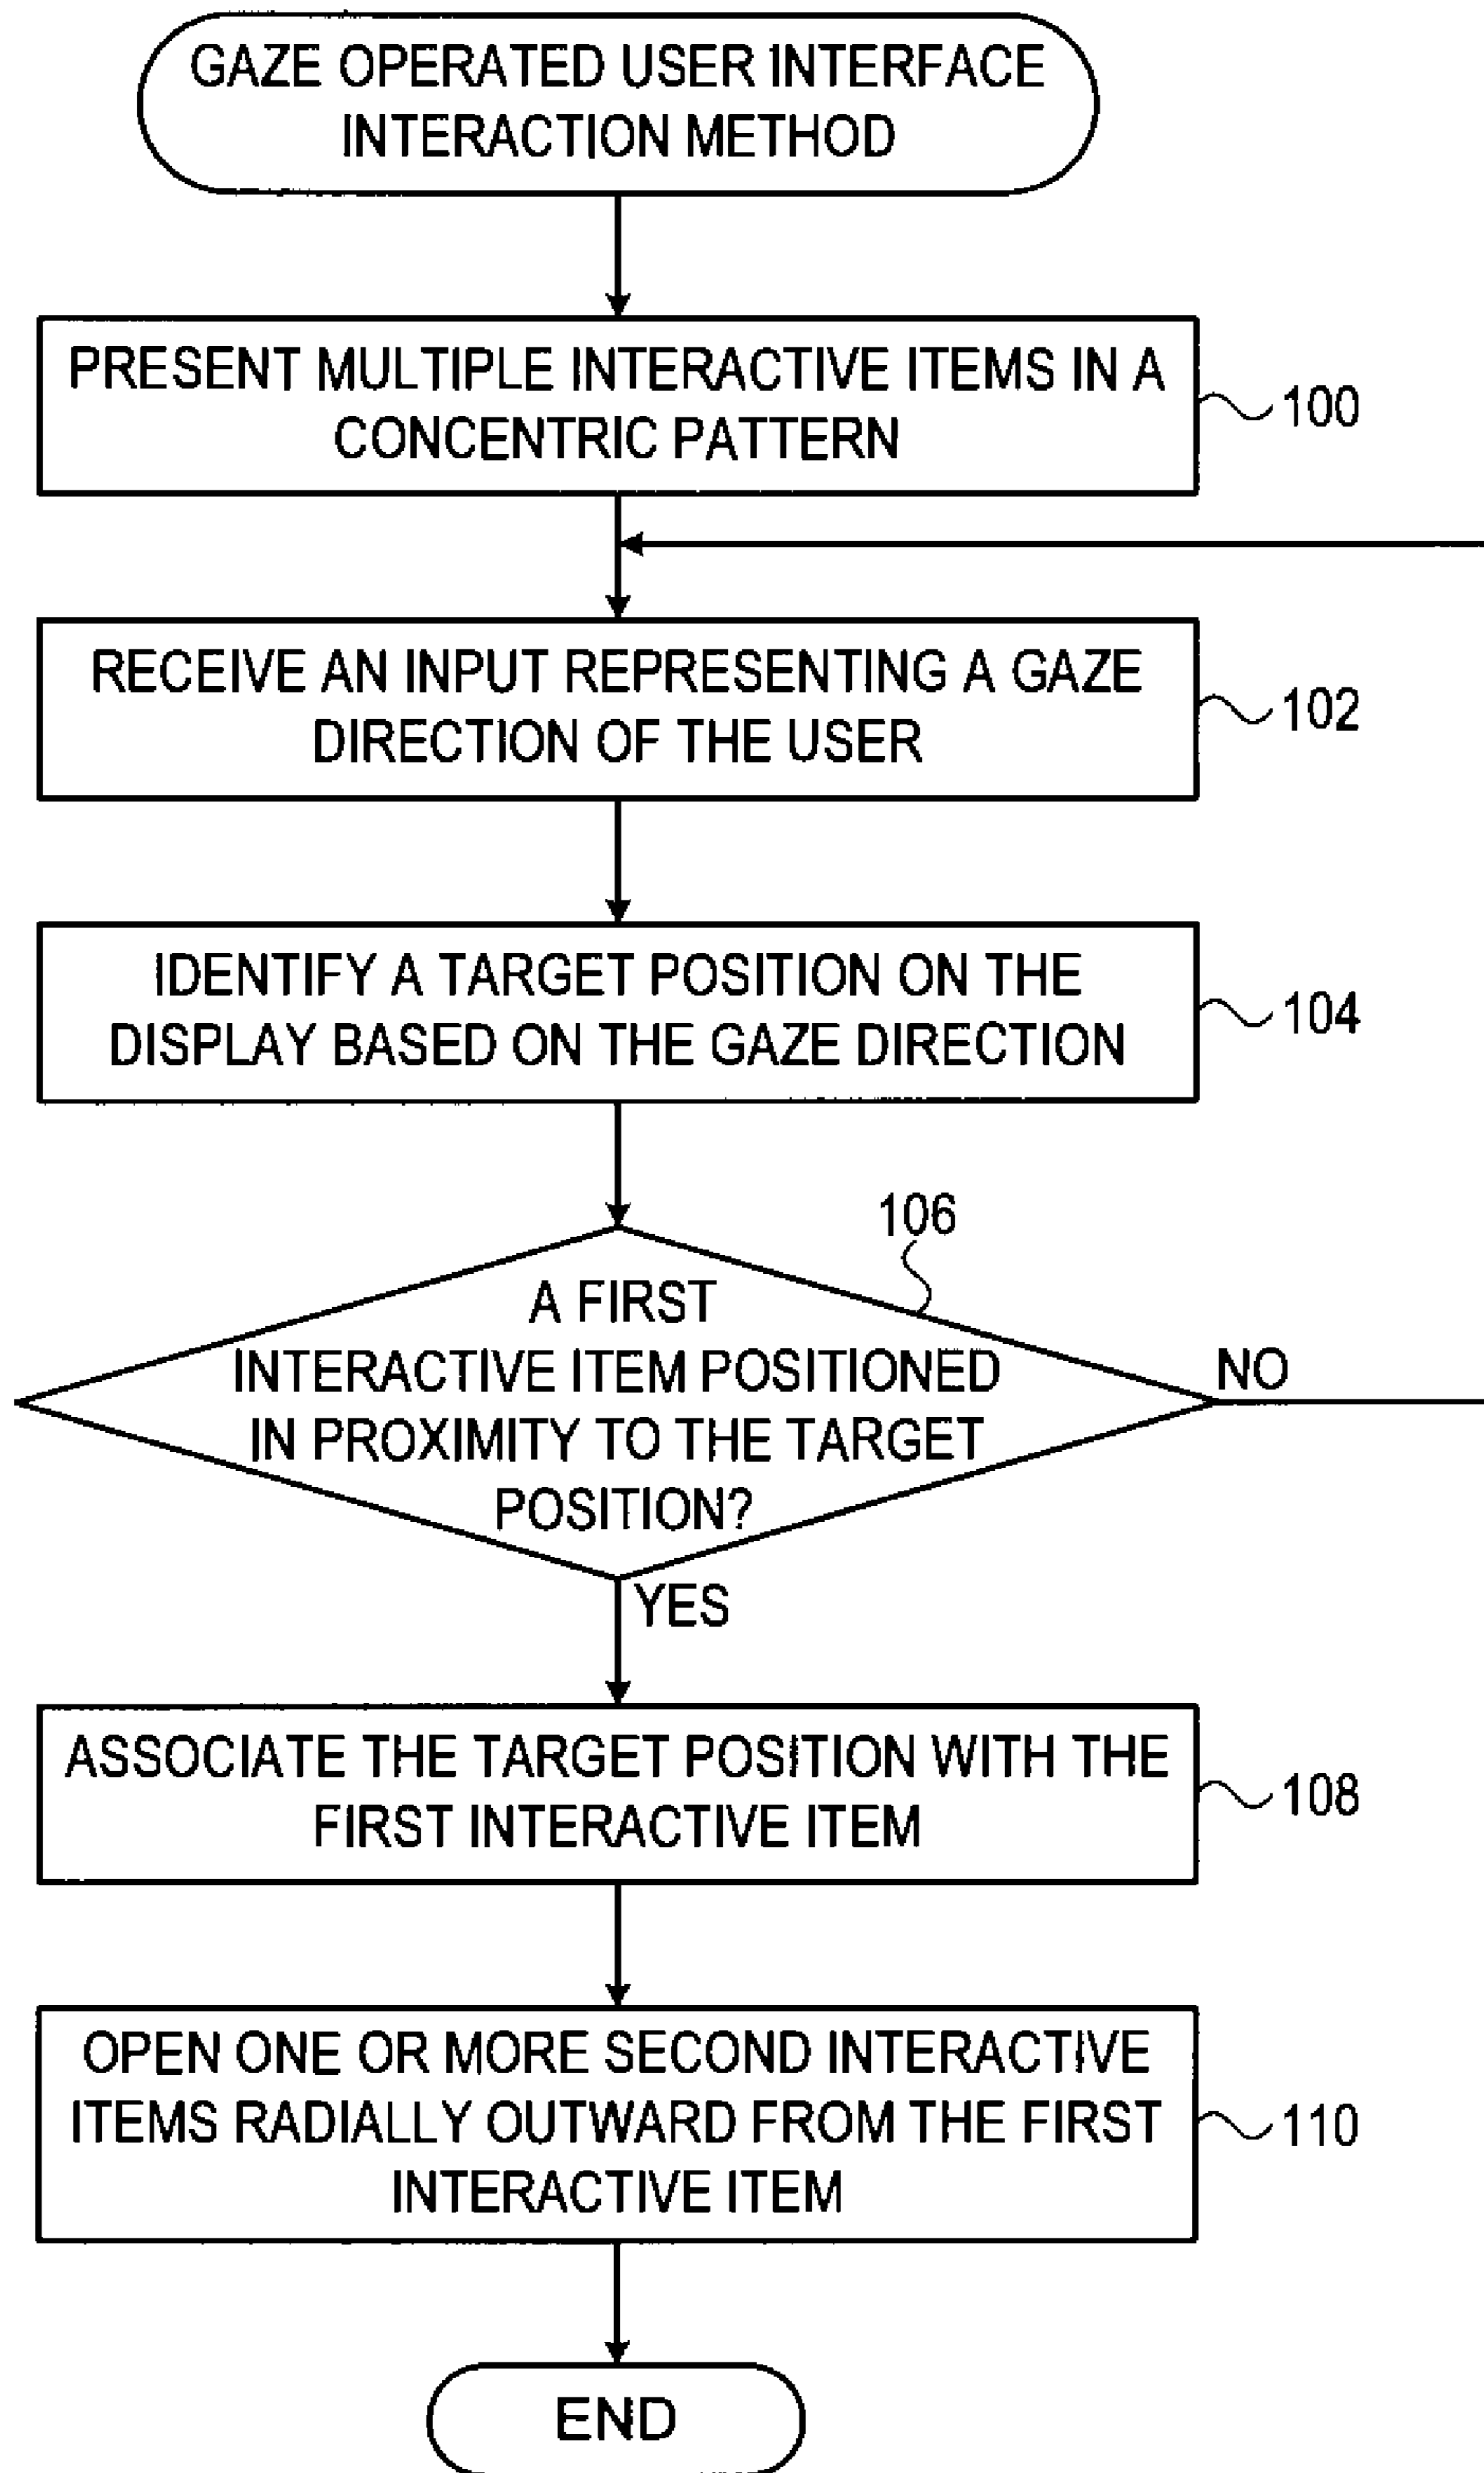 GAZE OPERATED USER INTERFACE
INTERACTION METHOD
PRESENT MULTIPLE INTERACTIVE ITEMS IN A
CONCENTRIC PATTERN
100
RECEIVE AN INPUT REPRESENTING A GAZE
DIRECTION OF THE USER
102
IDENTIFY A TARGET POSITION ON THE
DISPLAY BASED ON THE GAZE DIRECTION
104
106
A FIRST
INTERACTIVE ITEM POSITIONED
IN PROXIMITY TO THE TARGET
POSITION?
NO
YES
ASSOCIATE THE TARGET POSITION WITH THE
FIRST INTERACTIVE ITEM
108
OPEN ONE OR MORE SECOND INTERACTIVE
ITEMS RADIALLY OUTWARD FROM THE FIRST
INTERACTIVE ITEM
110
END